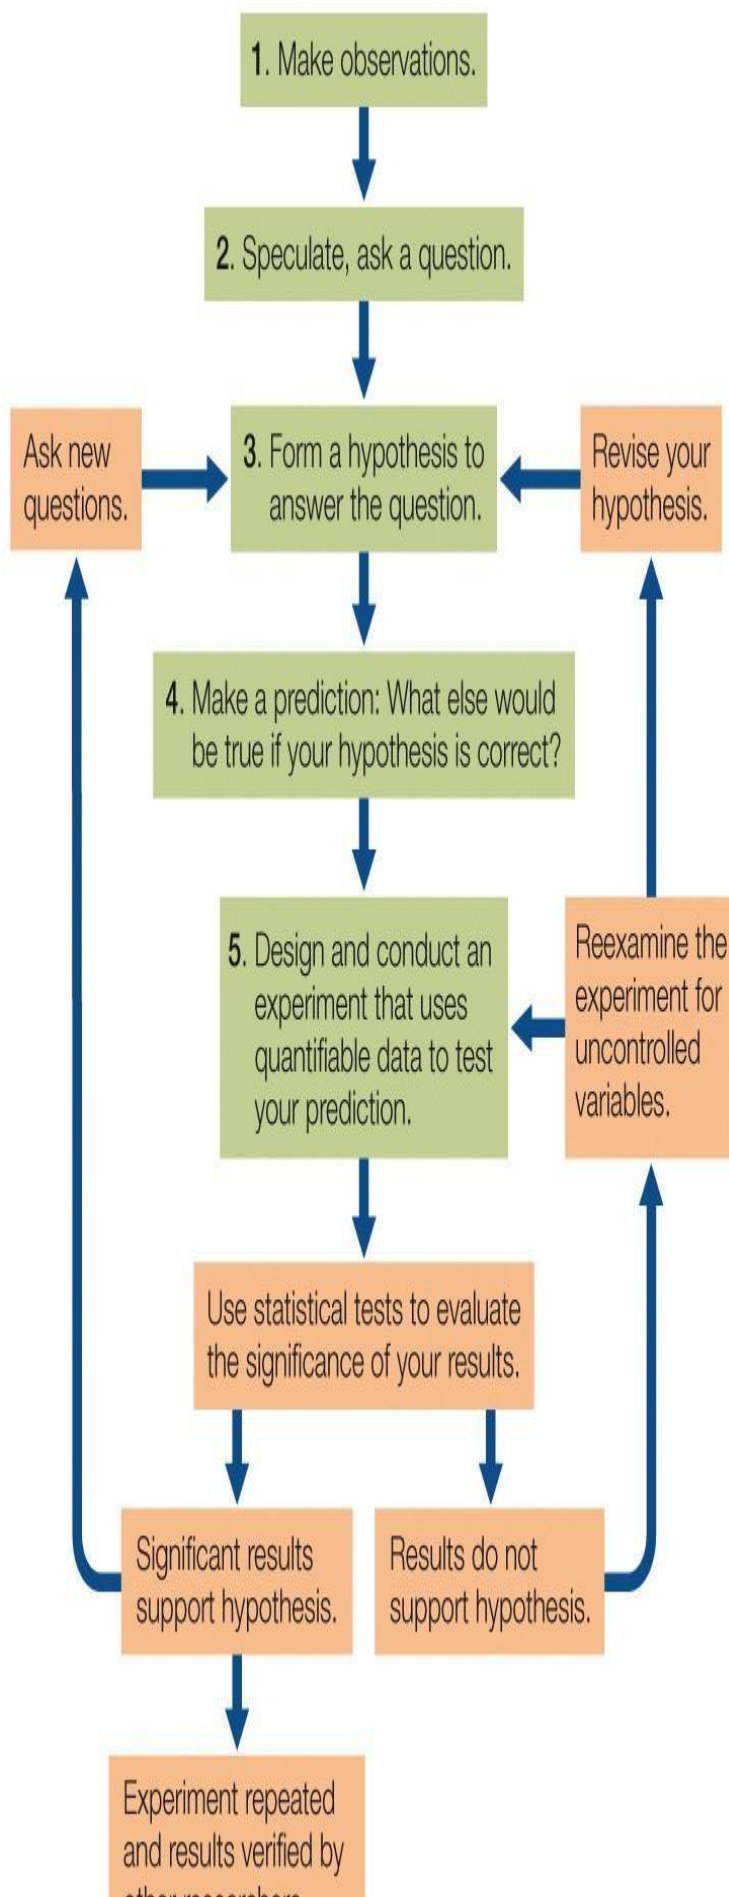 1. Make observations.
2. Speculate, ask a question.
Ask new
questions.
3. Form a hypothesis to
answer the question.
Revise your
hypothesis.
4. Make a prediction: What else would
be true if your hypothesis is correct?
5. Design and conduct an
experiment that uses
quantifiable data to test
your prediction.
Reexamine the
experiment for
uncontrolled
variables.
Use statistical tests to evaluate
the significance of your results.
Significant results
support hypothesis.
Results do not
support hypothesis.
Experiment repeated
and results verified by
other researchers